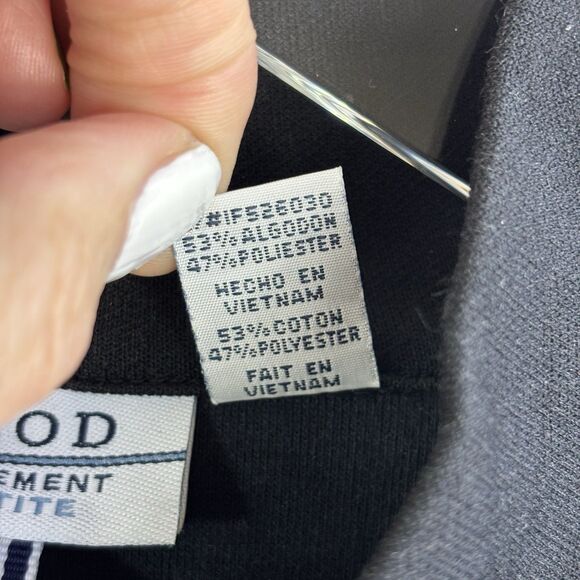 #IF526030
53%ALGODON
47%POLIESTER
HECHO EN
VIETNAM
53%COTON
47%POLYESTER
FAIT EN
VIETNAM
OD
EMENT
TITE